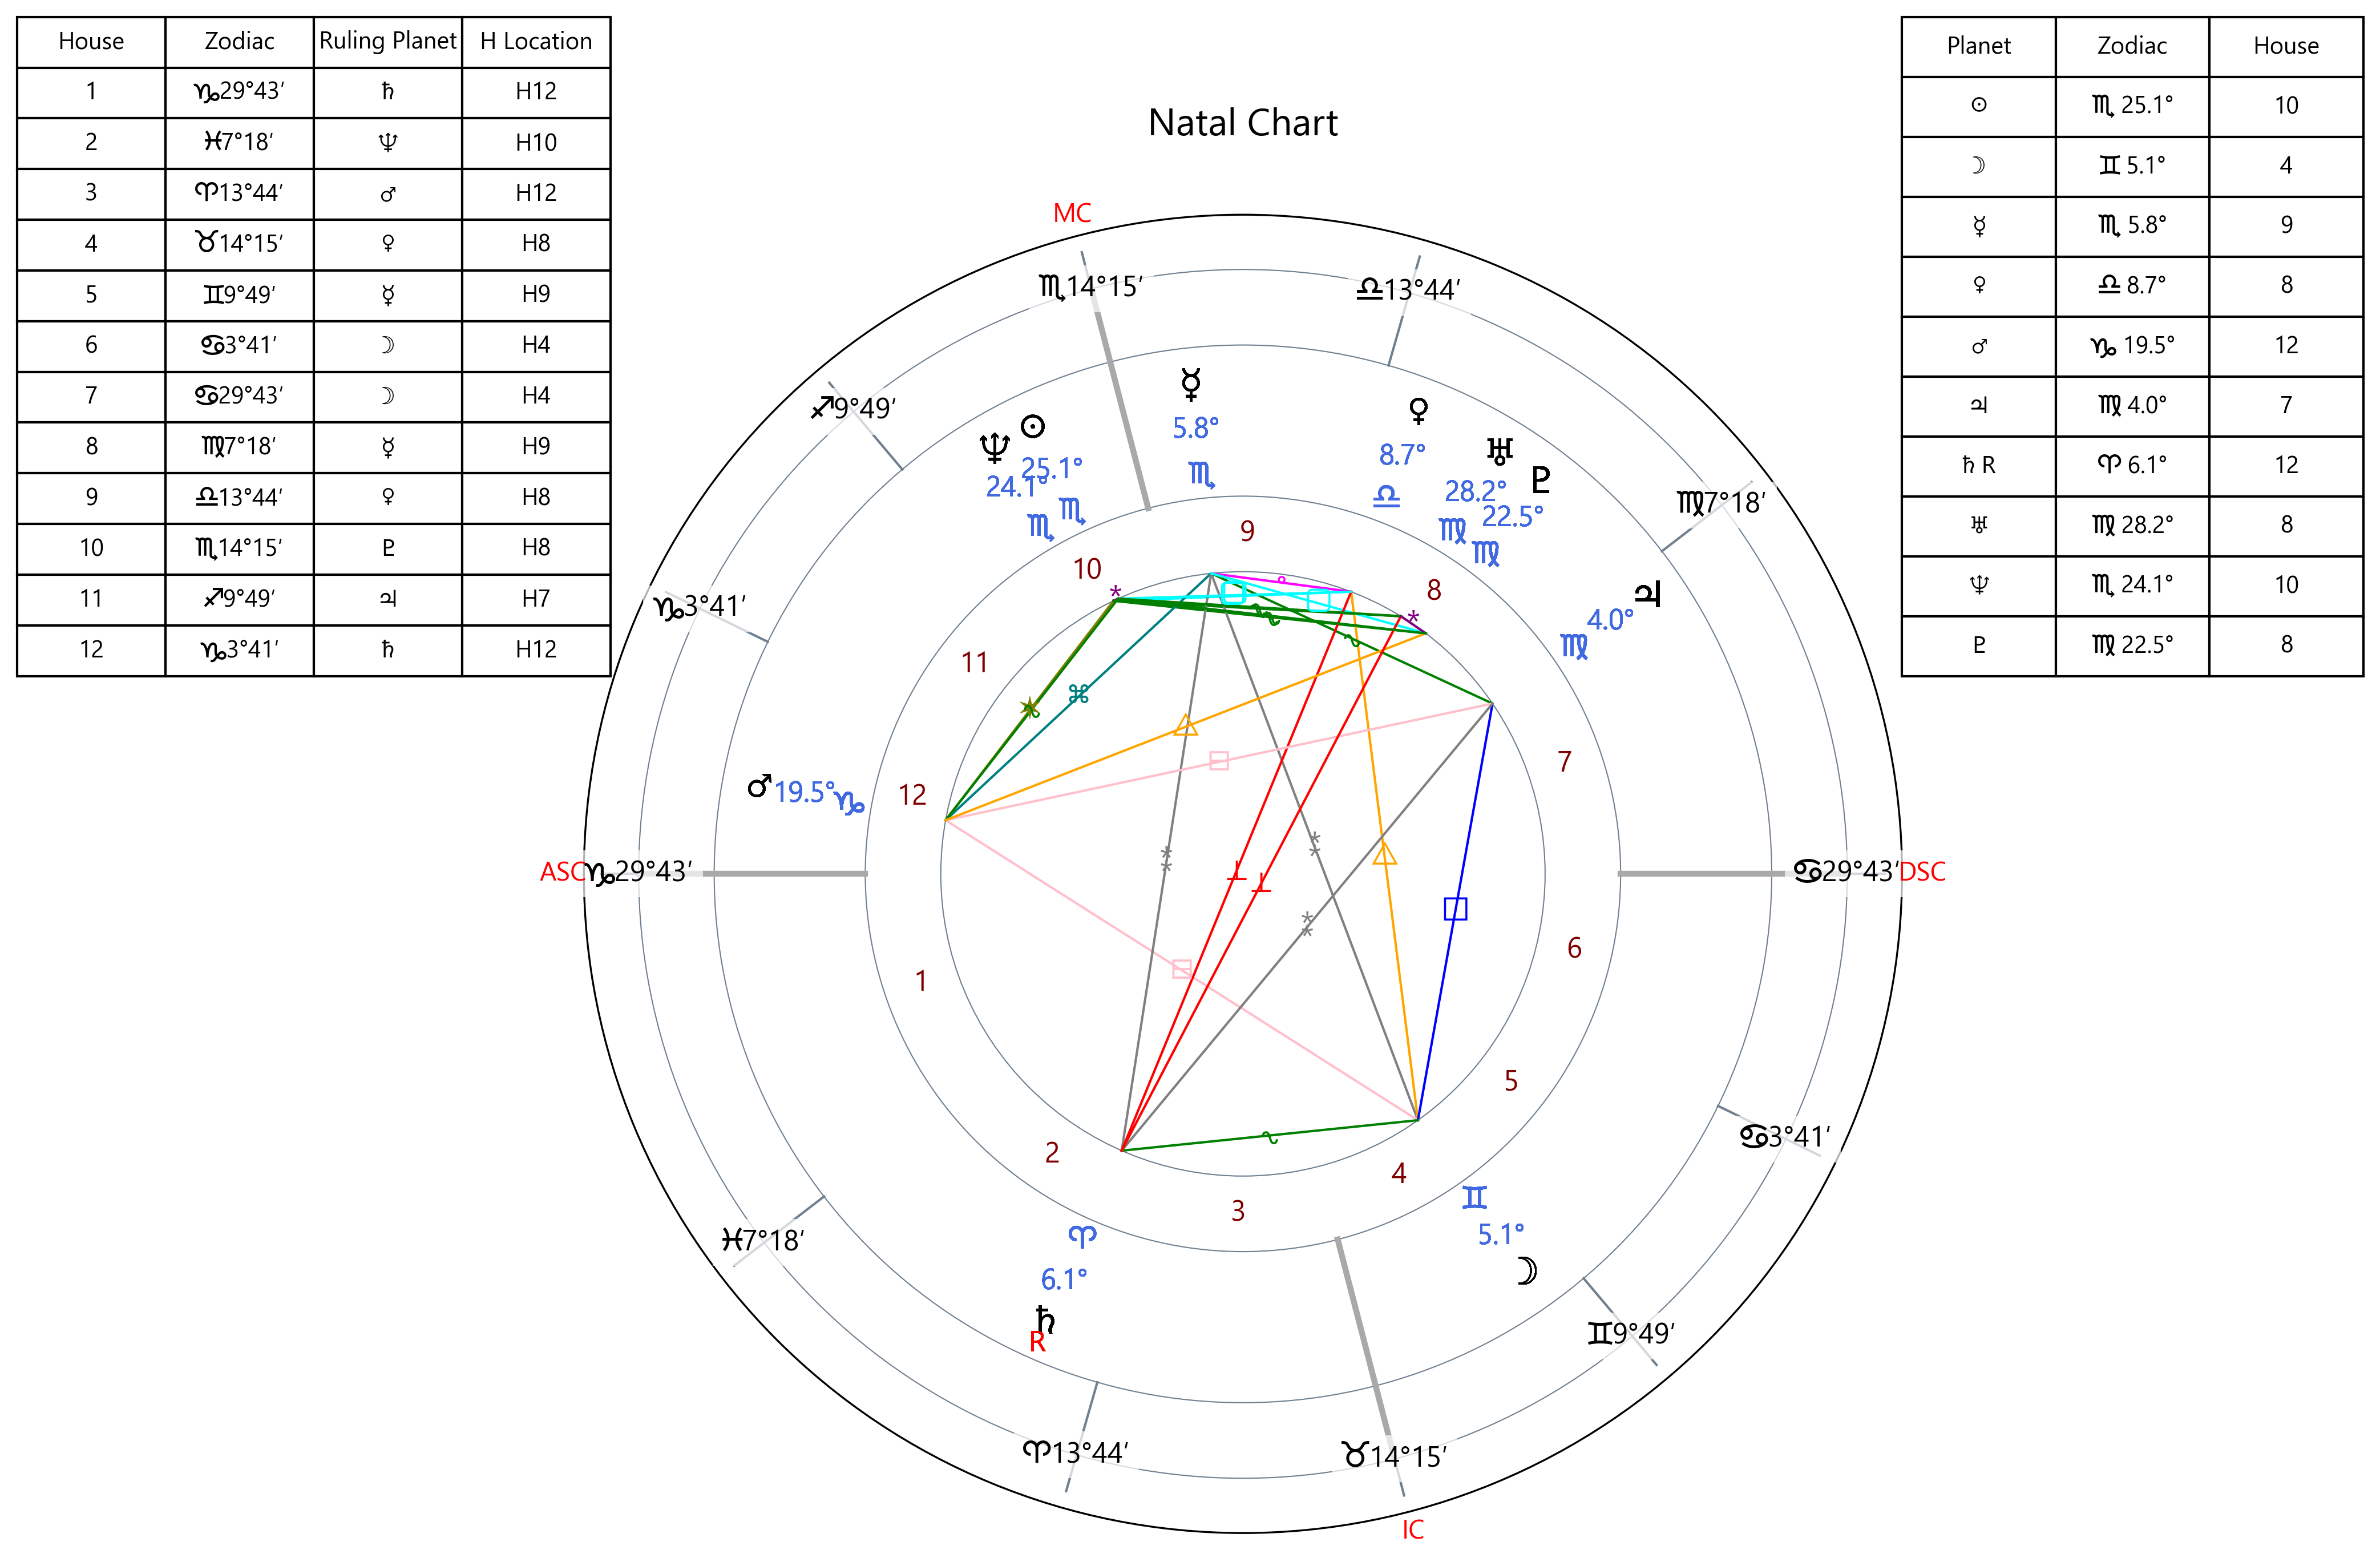 Natal Chart
House Zodiac Ruling Planet H Location
1 ♑29°43′ ♄ H12
2 ♓7°18′ ♆ H10
3 ♈13°44′ ♂ H12
4 ♉14°15′ ♀ H8
5 ♊9°49′ ☿ H9
6 ♋3°41′ ☽ H4
7 ♋29°43′ ☽ H4
8 ♍7°18′ ☿ H9
9 ♎13°44′ ♀ H8
10 ♏14°15′ ♇ H8
11 ♐9°49′ ♃ H7
12 ♑3°41′ ♄ H12
Planet Zodiac House
☉ ♏ 25.1° 10
☽ ♊ 5.1° 4
☿ ♏ 5.8° 9
♀ ♎ 8.7° 8
♂ ♑ 19.5° 12
♃ ♍ 4.0° 7
♄ R ♈ 6.1° 12
♅ ♍ 28.2° 8
♆ ♏ 24.1° 10
♇ ♍ 22.5° 8
MC
♏14°15′
♎13°44′
♐9°49′
♍7°18′
♑3°41′
ASC ♑29°43′
♋29°43′ DSC
♋3°41′
♓7°18′
♊9°49′
♈13°44′
♉14°15′
IC
☿
5.8°
♏
♀
8.7°
♎
☉
25.1°
♏
♆
24.1°
♏
♅
28.2°
♍
♇
22.5°
♍
♃
4.0°
♍
♂ 19.5° ♑
♈
6.1°
♄
R
♊
5.1°
☽
9
10
8
11
7
12
6
1
5
2
4
3